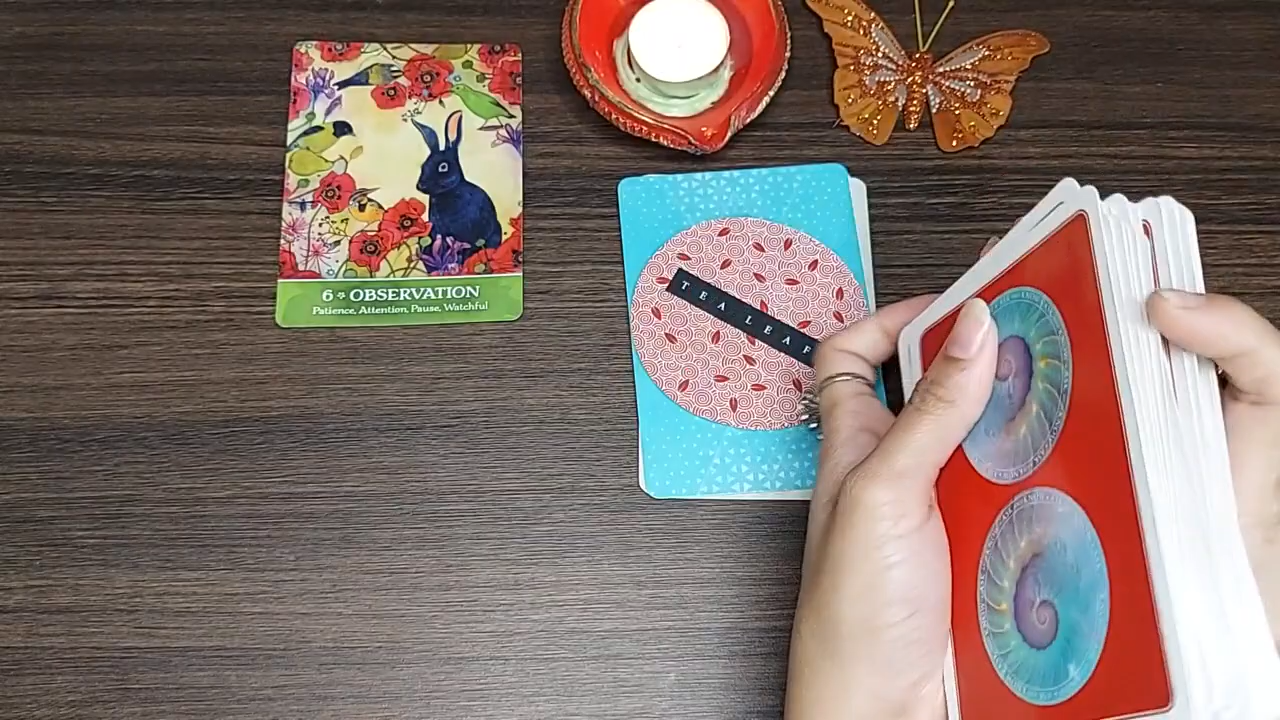 6 OBSERVATION
Patience, Attention, Pause, Watchful
TEA LEAF